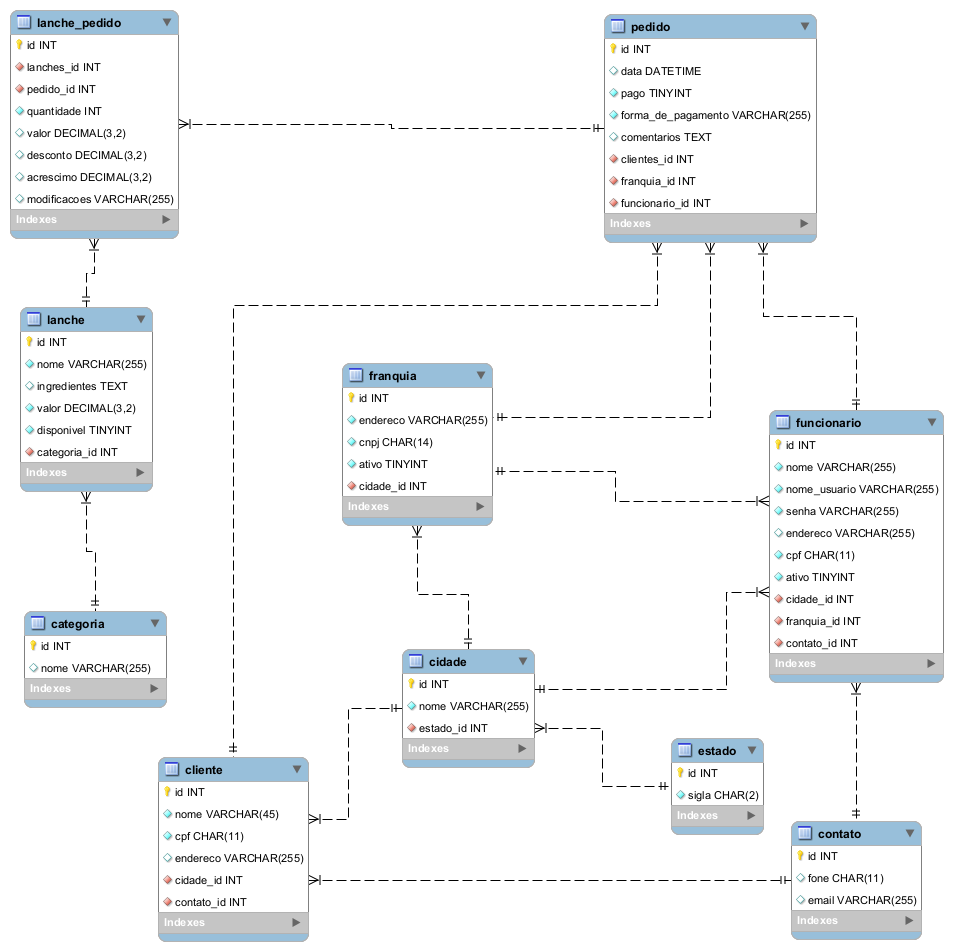 lanche_pedido
id INT
lanches_id INT
pedido_id INT
quantidade INT
valor DECIMAL(3,2)
desconto DECIMAL(3,2)
acrescimo DECIMAL(3,2)
modificacoes VARCHAR(255)
Indexes
pedido
id INT
data DATETIME
pago TINYINT
forma_de_pagamento VARCHAR(255)
comentarios TEXT
clientes_id INT
franquia_id INT
funcionario_id INT
Indexes
lanche
id INT
nome VARCHAR(255)
ingredientes TEXT
valor DECIMAL(3,2)
disponivel TINYINT
categoria_id INT
Indexes
franquia
id INT
endereco VARCHAR(255)
cnpj CHAR(14)
ativo TINYINT
cidade_id INT
Indexes
funcionario
id INT
nome VARCHAR(255)
nome_usuario VARCHAR(255)
senha VARCHAR(255)
endereco VARCHAR(255)
cpf CHAR(11)
ativo TINYINT
cidade_id INT
franquia_id INT
contato_id INT
Indexes
categoria
id INT
nome VARCHAR(255)
Indexes
cidade
id INT
nome VARCHAR(255)
estado_id INT
Indexes
estado
id INT
sigla CHAR(2)
Indexes
cliente
id INT
nome VARCHAR(45)
cpf CHAR(11)
endereco VARCHAR(255)
cidade_id INT
contato_id INT
Indexes
contato
id INT
fone CHAR(11)
email VARCHAR(255)
Indexes